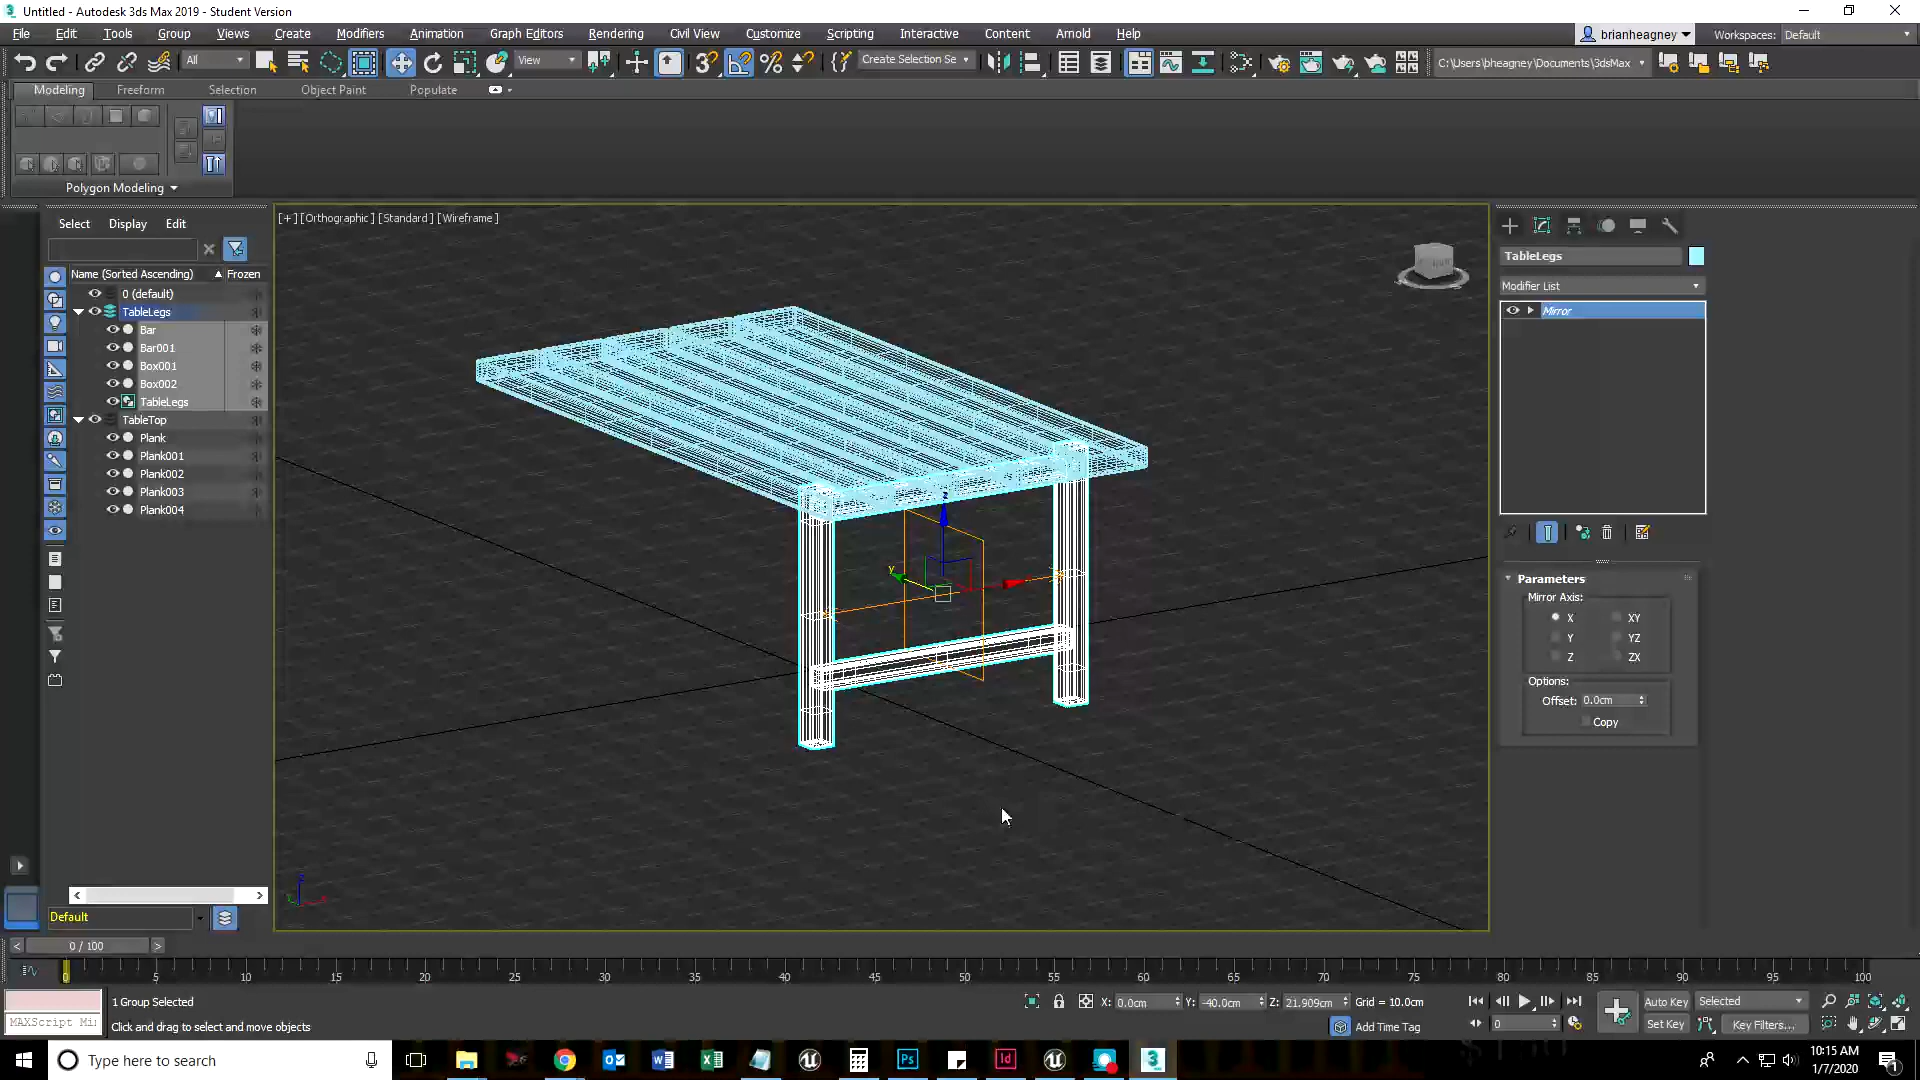 Untitled - Autodesk 3ds Max 2019 - Student Version
File Edit Tools Group Views Create Modifiers Animation Graph Editors Rendering Civil View Customize Scripting Interactive Content Arnold Help
brianheagney Workspaces: Default
All View Create Selection Se C:\Users\bheagney\Documents\3dsMax
Modeling Freeform Selection Object Paint Populate
Polygon Modeling
Select Display Edit
[+] [Orthographic] [Standard] [Wireframe]
Name (Sorted Ascending) Frozen
0 (default)
TableLegs
Bar
Bar001
Box001
Box002
TableLegs
TableTop
Plank
Plank001
Plank002
Plank003
Plank004
Default
z
y
TableLegs
Modifier List
Mirror
Parameters
Mirror Axis:
X XY
Y YZ
Z ZX
Options:
Offset: 0.0cm
Copy
0 / 100
0 5 10 15 20 25 30 35 40 45 50 55 60 65 70 75 80 85 90 95 100
1 Group Selected
X: 0.0cm Y: -40.0cm Z: 21.909cm Grid = 10.0cm
Auto Key Selected
MAXScript Mi
Click and drag to select and move objects
Add Time Tag
0
Set Key Key Filters...
Type here to search
10:15 AM
1/7/2020